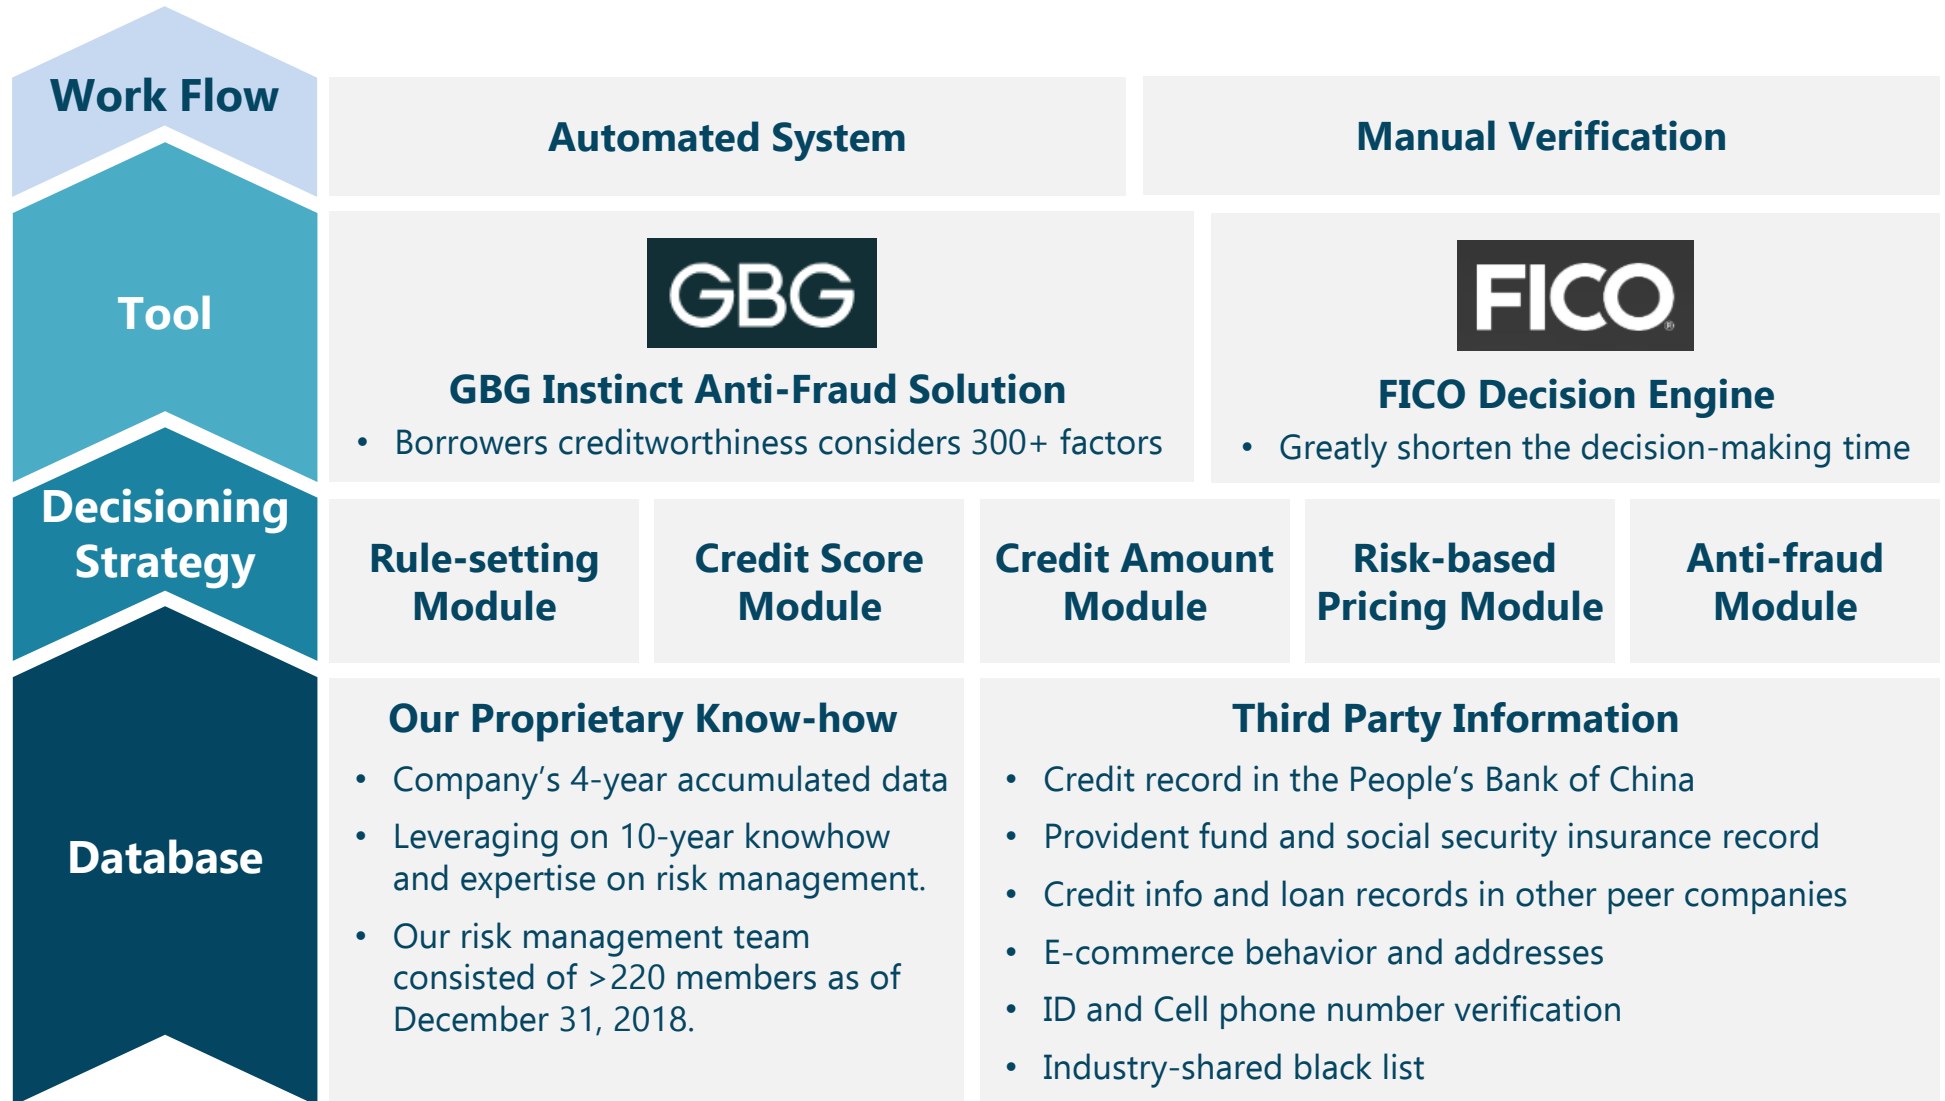 Work Flow
Automated System
Manual Verification
Tool
GBG
GBG Instinct Anti-Fraud Solution
• Borrowers creditworthiness considers 300+ factors
FICO®
FICO Decision Engine
• Greatly shorten the decision-making time
Decisioning
Strategy
Rule-setting
Module
Credit Score
Module
Credit Amount
Module
Risk-based
Pricing Module
Anti-fraud
Module
Database
Our Proprietary Know-how
• Company’s 4-year accumulated data
• Leveraging on 10-year knowhow
and expertise on risk management.
• Our risk management team
consisted of >220 members as of
December 31, 2018.
Third Party Information
• Credit record in the People’s Bank of China
• Provident fund and social security insurance record
• Credit info and loan records in other peer companies
• E-commerce behavior and addresses
• ID and Cell phone number verification
• Industry-shared black list